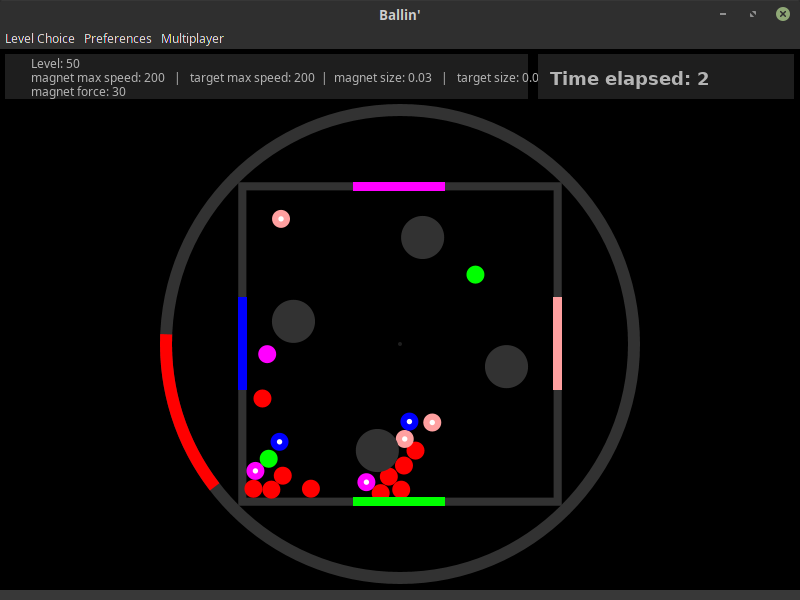 Ballin'
Level Choice Preferences Multiplayer
Level: 50
magnet max speed: 200 | target max speed: 200 | magnet size: 0.03 | target size: 0.0
magnet force: 30
Time elapsed: 2